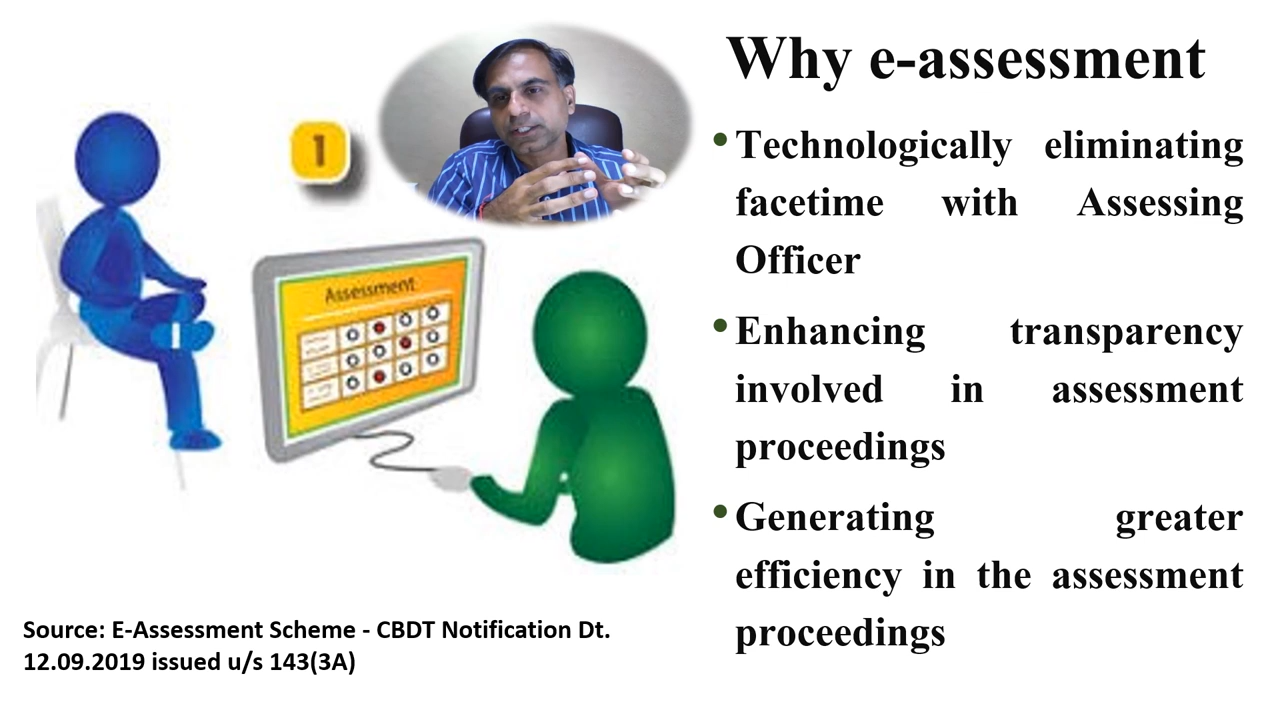 Why e-assessment
1
• Technologically eliminating
facetime with Assessing
Officer
• Enhancing transparency
involved in assessment
proceedings
• Generating greater
efficiency in the assessment
proceedings
Assessment
Source: E-Assessment Scheme - CBDT Notification Dt.
12.09.2019 issued u/s 143(3A)